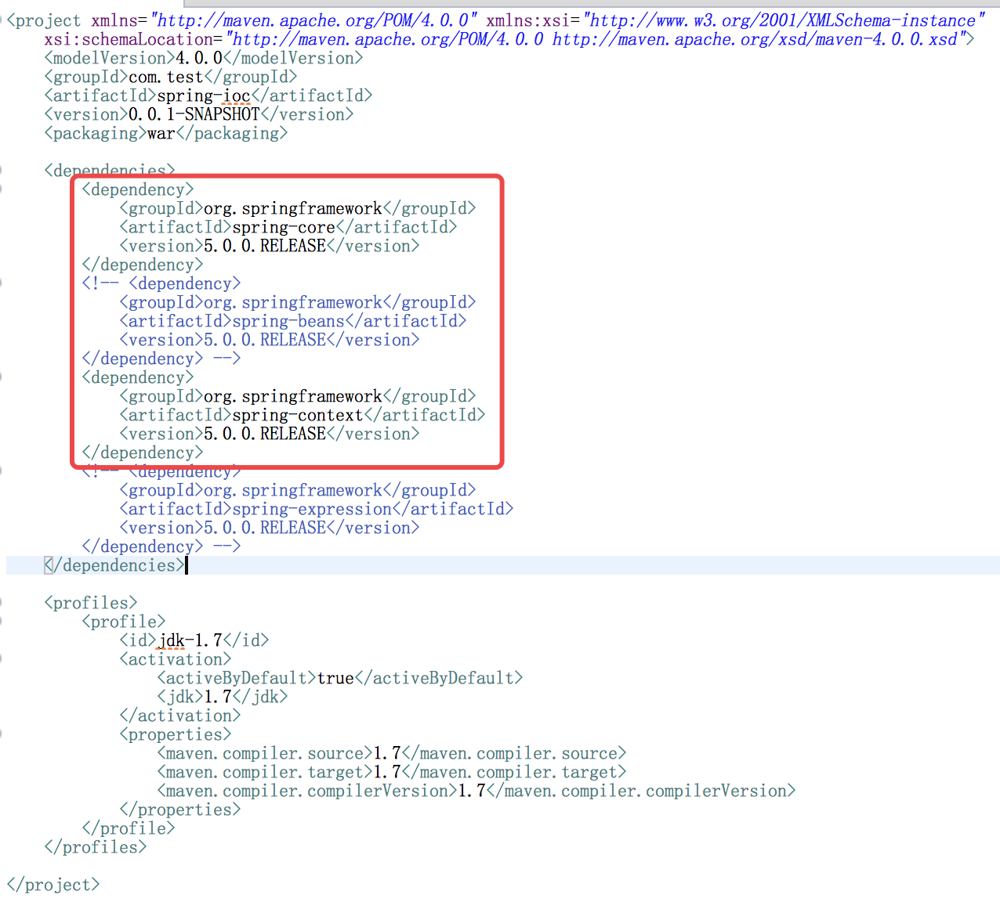 <project xmlns="http://maven.apache.org/POM/4.0.0" xmlns:xsi="http://www.w3.org/2001/XMLSchema-instance"
xsi:schemaLocation="http://maven.apache.org/POM/4.0.0 http://maven.apache.org/xsd/maven-4.0.0.xsd">
<modelVersion>4.0.0</modelVersion>
<groupId>com.test</groupId>
<artifactId>spring-ioc</artifactId>
<version>0.0.1-SNAPSHOT</version>
<packaging>war</packaging>
<dependencies>
<dependency>
<groupId>org.springframework</groupId>
<artifactId>spring-core</artifactId>
<version>5.0.0.RELEASE</version>
</dependency>
<!-- <dependency>
<groupId>org.springframework</groupId>
<artifactId>spring-beans</artifactId>
<version>5.0.0.RELEASE</version>
</dependency> -->
<dependency>
<groupId>org.springframework</groupId>
<artifactId>spring-context</artifactId>
<version>5.0.0.RELEASE</version>
</dependency>
<!-- <dependency>
<groupId>org.springframework</groupId>
<artifactId>spring-expression</artifactId>
<version>5.0.0.RELEASE</version>
</dependency> -->
</dependencies>
<profiles>
<profile>
<id>jdk-1.7</id>
<activation>
<activeByDefault>true</activeByDefault>
<jdk>1.7</jdk>
</activation>
<properties>
<maven.compiler.source>1.7</maven.compiler.source>
<maven.compiler.target>1.7</maven.compiler.target>
<maven.compiler.compilerVersion>1.7</maven.compiler.compilerVersion>
</properties>
</profile>
</profiles>
</project>